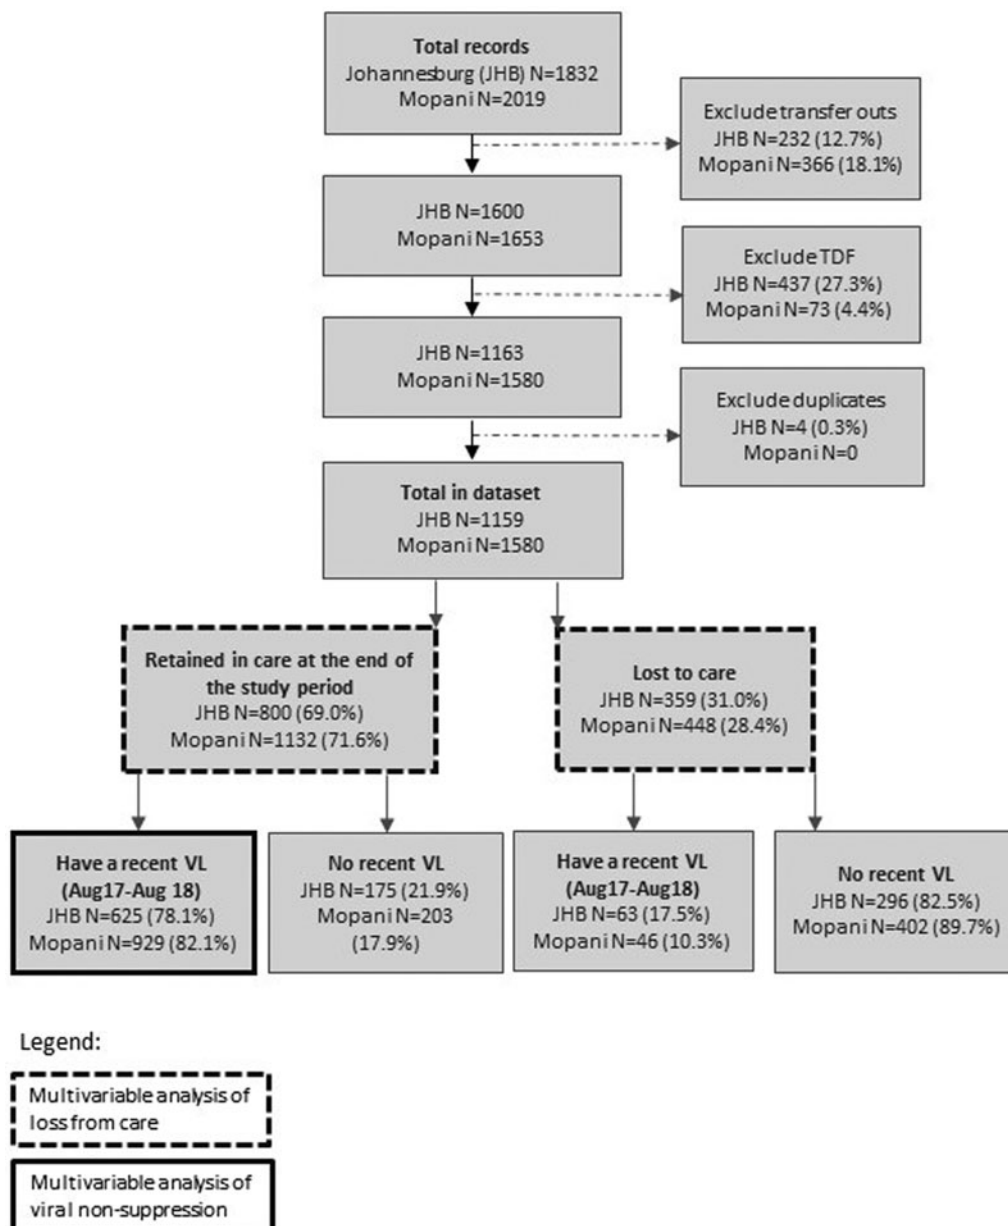 Total records
Johannesburg (JHB) N=1832
Mopani N=2019
Exclude transfer outs
JHB N=232 (12.7%)
Mopani N=366 (18.1%)
JHB N=1600
Mopani N=1653
Exclude TDF
JHB N=437 (27.3%)
Mopani N=73 (4.4%)
JHB N=1163
Mopani N=1580
Exclude duplicates
JHB N=4 (0.3%)
Mopani N=0
Total in dataset
JHB N=1159
Mopani N=1580
Retained in care at the end of
the study period
JHB N=800 (69.0%)
Mopani N=1132 (71.6%)
Lost to care
JHB N=359 (31.0%)
Mopani N=448 (28.4%)
Have a recent VL
(Aug17-Aug 18)
JHB N=625 (78.1%)
Mopani N=929 (82.1%)
No recent VL
JHB N=175 (21.9%)
Mopani N=203
(17.9%)
Have a recent VL
(Aug17-Aug18)
JHB N=63 (17.5%)
Mopani N=46 (10.3%)
No recent VL
JHB N=296 (82.5%)
Mopani N=402 (89.7%)
Legend:
Multivariable analysis of
loss from care
Multivariable analysis of
viral non-suppression